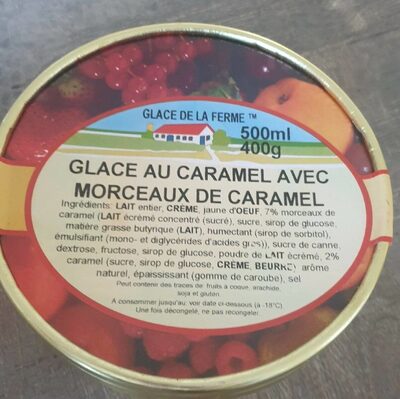 GLACE DE LA FERME ™
500ml
400g
GLACE AU CARAMEL AVEC
MORCEAUX DE CARAMEL
Ingrédients: LAIT entier, CRÈME, jaune d'OEUF, 7% morceaux de
caramel (LAIT écrémé concentré (sucré), sucre, sirop de glucose,
matière grasse butyrique (LAIT), humectant (sirop de sorbitol),
émulsifiant (mono- et diglycérides d'acides gras)), sucre de canne,
dextrose, fructose, sirop de glucose, poudre de LAIT écrémé, 2%
caramel (sucre, sirop de glucose, CRÈME, BEURRE), arôme
naturel, épaississant (gomme de caroube), sel
Peut contenir des traces de fruits à coque, arachide,
soja et gluten.
A consommer jusqu'au: voir date ci-dessous (à -18°C).
Une fois décongelé, ne pas recongeler.